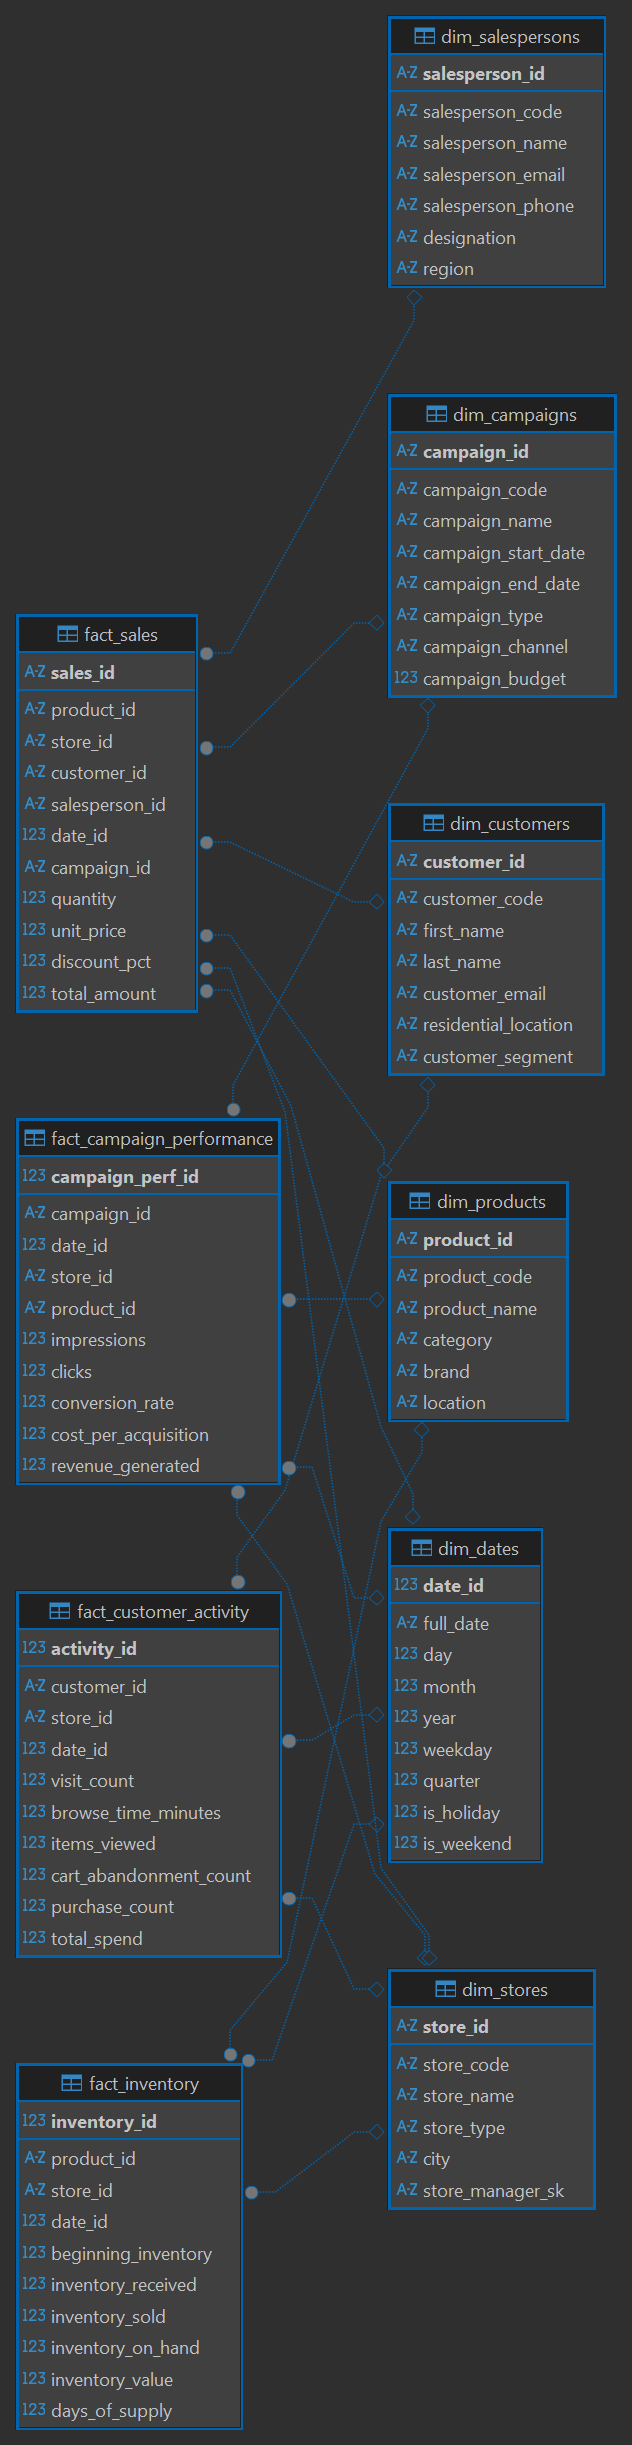 dim_salespersons
A-Z salesperson_id
A-Z salesperson_code
A-Z salesperson_name
A-Z salesperson_email
A-Z salesperson_phone
A-Z designation
A-Z region
dim_campaigns
A-Z campaign_id
A-Z campaign_code
A-Z campaign_name
A-Z campaign_start_date
A-Z campaign_end_date
A-Z campaign_type
A-Z campaign_channel
123 campaign_budget
fact_sales
A-Z sales_id
A-Z product_id
A-Z store_id
A-Z customer_id
A-Z salesperson_id
123 date_id
A-Z campaign_id
123 quantity
123 unit_price
123 discount_pct
123 total_amount
dim_customers
A-Z customer_id
A-Z customer_code
A-Z first_name
A-Z last_name
A-Z customer_email
A-Z residential_location
A-Z customer_segment
fact_campaign_performance
123 campaign_perf_id
A-Z campaign_id
123 date_id
A-Z store_id
A-Z product_id
123 impressions
123 clicks
123 conversion_rate
123 cost_per_acquisition
123 revenue_generated
dim_products
A-Z product_id
A-Z product_code
A-Z product_name
A-Z category
A-Z brand
A-Z location
dim_dates
123 date_id
A-Z full_date
123 day
123 month
123 year
123 weekday
123 quarter
123 is_holiday
123 is_weekend
fact_customer_activity
123 activity_id
A-Z customer_id
A-Z store_id
123 date_id
123 visit_count
123 browse_time_minutes
123 items_viewed
123 cart_abandonment_count
123 purchase_count
123 total_spend
dim_stores
A-Z store_id
A-Z store_code
A-Z store_name
A-Z store_type
A-Z city
A-Z store_manager_sk
fact_inventory
123 inventory_id
A-Z product_id
A-Z store_id
123 date_id
123 beginning_inventory
123 inventory_received
123 inventory_sold
123 inventory_on_hand
123 inventory_value
123 days_of_supply